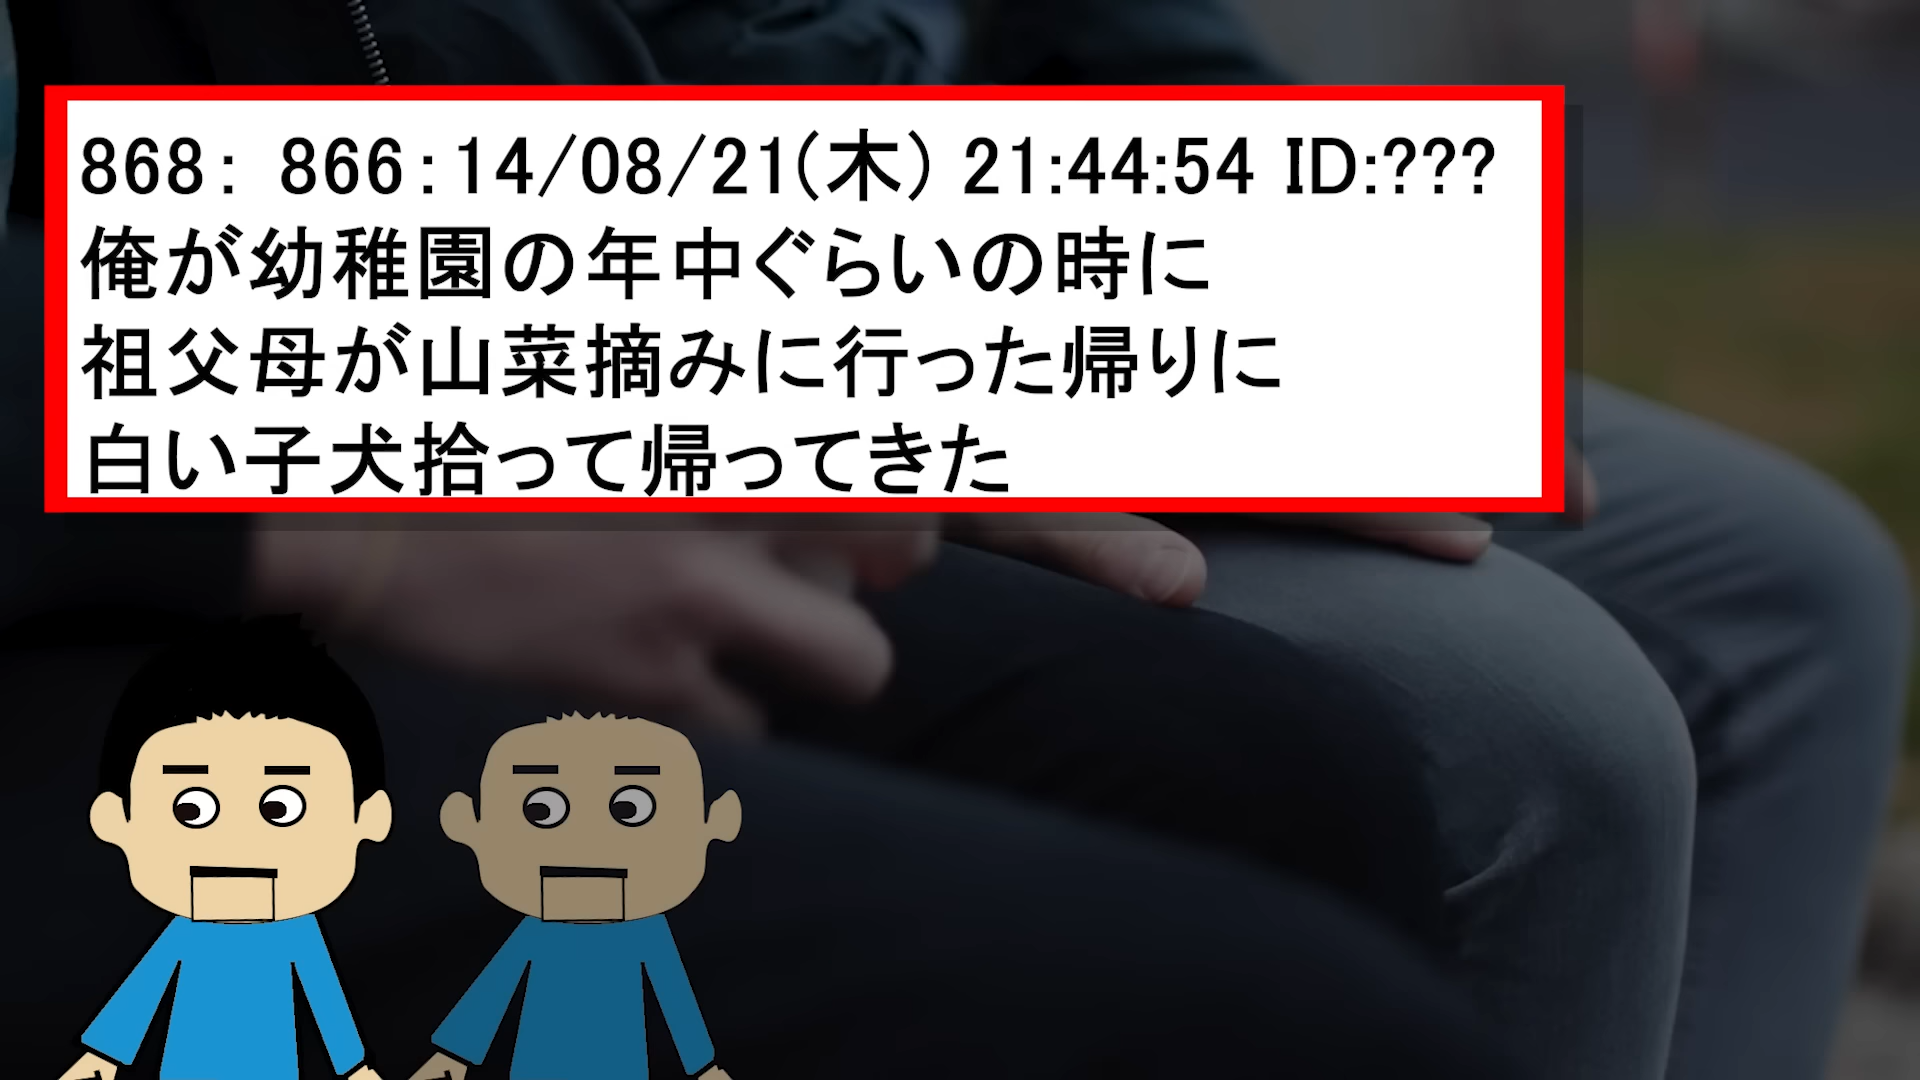 868： 866：14/08/21(木) 21:44:54 ID:???
俺が幼稚園の年中ぐらいの時に
祖父母が山菜摘みに行った帰りに
白い子犬拾って帰ってきた